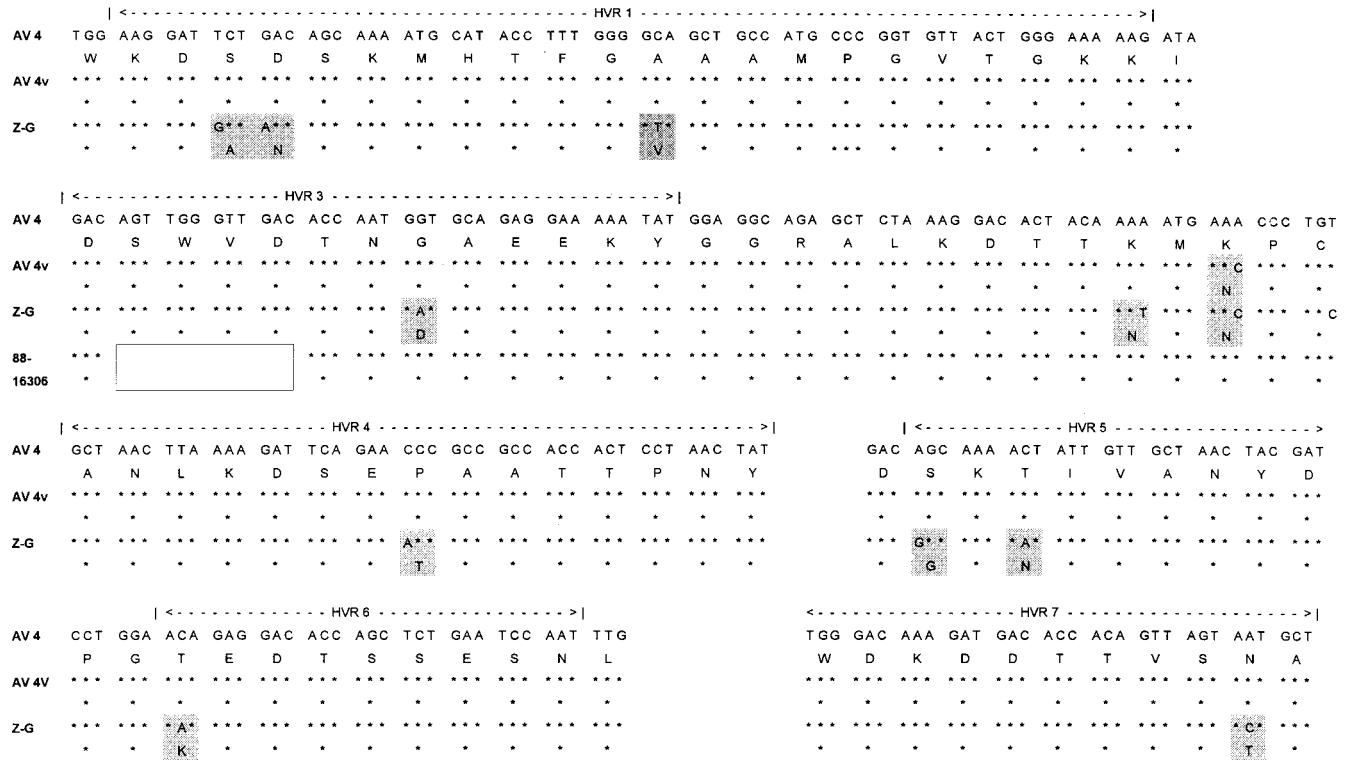 | < - - - - - - - - - - HVR 1 - - - - - - - - - - > |
AV 4 TGG AAG GAT TCT GAC AGC AAA ATG CAT ACC TTT GGG GCA GCT GCC ATG CCC GGT GTT ACT GGG AAA AAG ATA
W K D S D S K M H T F G A A A M P G V T G K K I
AV 4v *** *** *** *** *** *** *** *** *** *** *** *** *** *** *** *** *** *** *** *** *** *** *** ***
* * * * * * * * * * * * * * * * * * * * * * * *
Z-G *** *** *** G** A** *** *** *** *** *** *** *** *T* *** *** *** *** *** *** *** *** *** *** ***
* * * A N * * * * * * * V * * * *** * * * * * * *
| < - - - - - - HVR 3 - - - - - - > |
AV 4 GAC AGT TGG GTT GAC ACC AAT GGT GCA GAG GAA AAA TAT GGA GGC AGA GCT CTA AAG GAC ACT ACA AAA ATG AAA CCC TGT
D S W V D T N G A E E K Y G G R A L K D T T K M K P C
AV 4v *** *** *** *** *** *** *** *** *** *** *** *** *** *** *** *** *** *** *** *** *** *** *** *** **C *** ***
* * * * * * * * * * * * * * * * * * * * * * * * N * *
Z-G *** *** *** *** *** *** *** *A* *** *** *** *** *** *** *** *** *** *** *** *** *** *** **T *** **C *** **C
* * * * * * * D * * * * * * * * * * * * * * N * N * *
88- *** *** *** *** *** *** *** *** *** *** *** *** *** *** *** *** *** *** *** *** *** *** ***
16306 * * * * * * * * * * * * * * * * * * * * * * *
| < - - - - - - - HVR 4 - - - - - - - > |
AV 4 GCT AAC TTA AAA GAT TCA GAA CCC GCC GCC ACC ACT CCT AAC TAT
A N L K D S E P A A T T P N Y
AV 4v *** *** *** *** *** *** *** *** *** *** *** *** *** *** ***
* * * * * * * * * * * * * * *
Z-G *** *** *** *** *** *** *** A** *** *** *** *** *** *** ***
* * * * * * * T * * * * * * *
| < - - - - HVR 5 - - - - >
GAC AGC AAA ACT ATT GTT GCT AAC TAC GAT
D S K T I V A N Y D
*** *** *** *** *** *** *** *** *** ***
* * * * * * * * * *
*** G** *** *A* *** *** *** *** *** ***
* G * N * * * * * *
| < - - - - HVR 6 - - - - > |
AV 4 CCT GGA ACA GAG GAC ACC AGC TCT GAA TCC AAT TTG
P G T E D T S S E S N L
AV 4V *** *** *** *** *** *** *** *** *** *** *** ***
* * * * * * * * * * * *
Z-G *** *** *A* *** *** *** *** *** *** *** *** ***
* * K * * * * * * * * *
< - - - - - HVR 7 - - - - - > |
TGG GAC AAA GAT GAC ACC ACA GTT AGT AAT GCT
W D K D D T T V S N A
*** *** *** *** *** *** *** *** *** *** ***
* * * * * * * * * * *
*** *** *** *** *** *** *** *** *** *C* ***
* * * * * * * * * T *